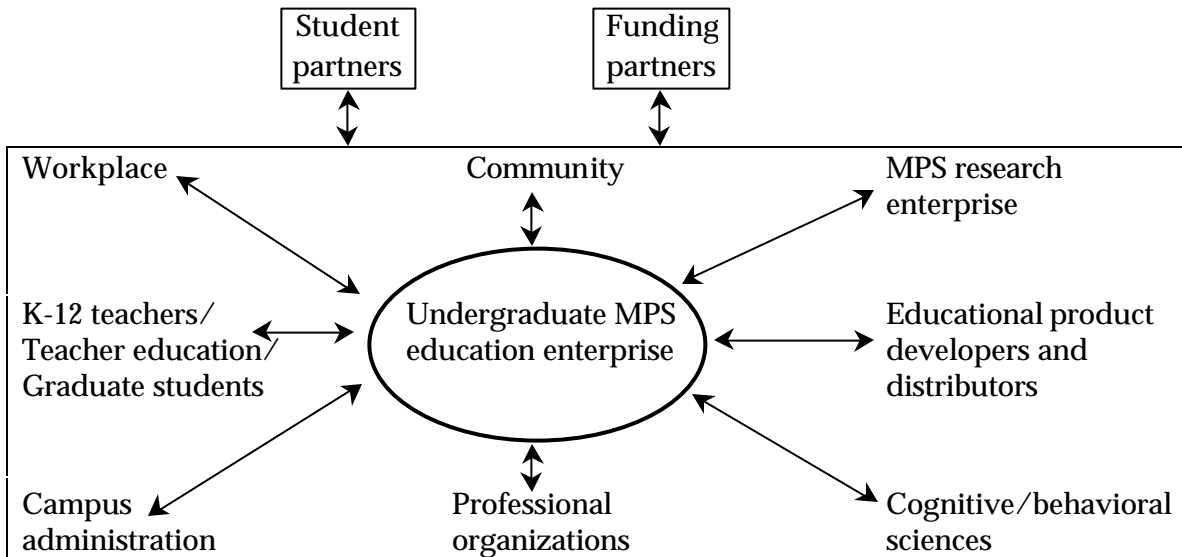 Student
partners
Funding
partners
Workplace
Community
MPS research
enterprise
K-12 teachers/
Teacher education/
Graduate students
Undergraduate MPS
education enterprise
Educational product
developers and
distributors
Campus
administration
Professional
organizations
Cognitive/behavioral
sciences